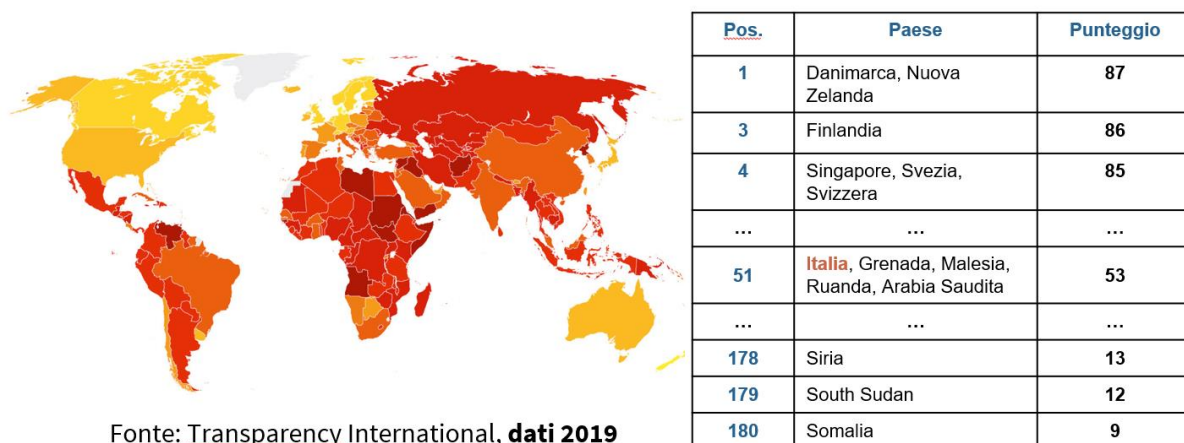 Pos. Paese Punteggio
1 Danimarca, Nuova Zelanda 87
3 Finlandia 86
4 Singapore, Svezia, Svizzera 85
... ... ...
51 Italia, Grenada, Malesia, Ruanda, Arabia Saudita 53
... ... ...
178 Siria 13
179 South Sudan 12
180 Somalia 9
Fonte: Transparency International, dati 2019